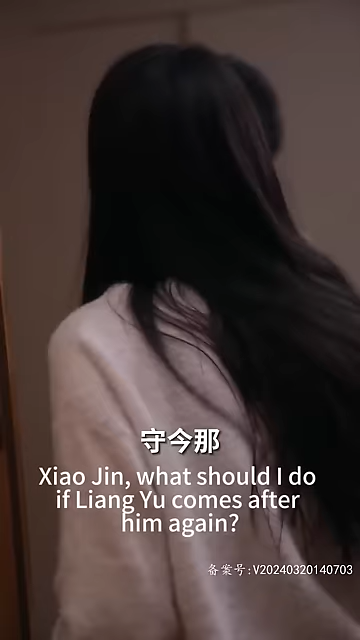 守今那
Xiao Jin, what should I do
if Liang Yu comes after
him again?
备案号:V20240320140703